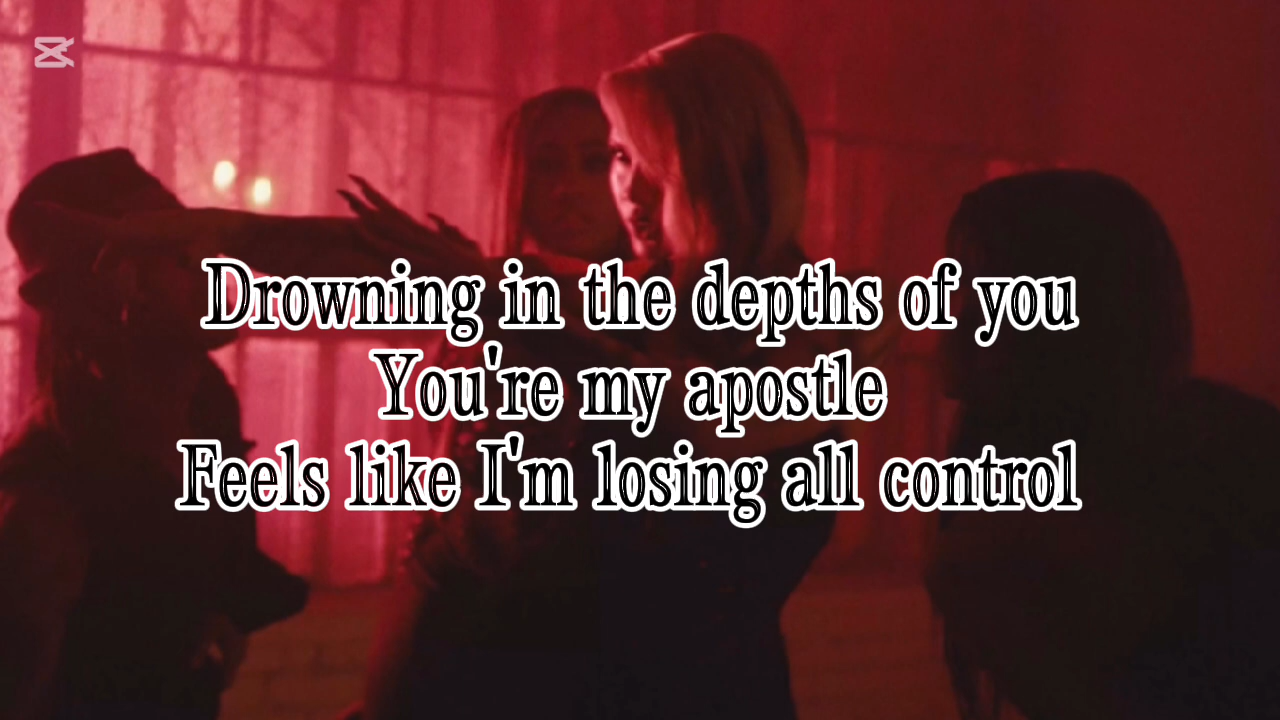 Drowning in the depths of you
You're my apostle
Feels like I'm losing all control